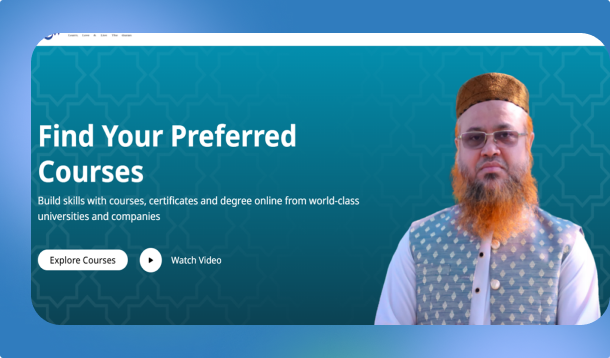 Find Your Preferred
Courses
Build skills with courses, certificates and degree online from world-class
universities and companies
Explore Courses
Watch Video